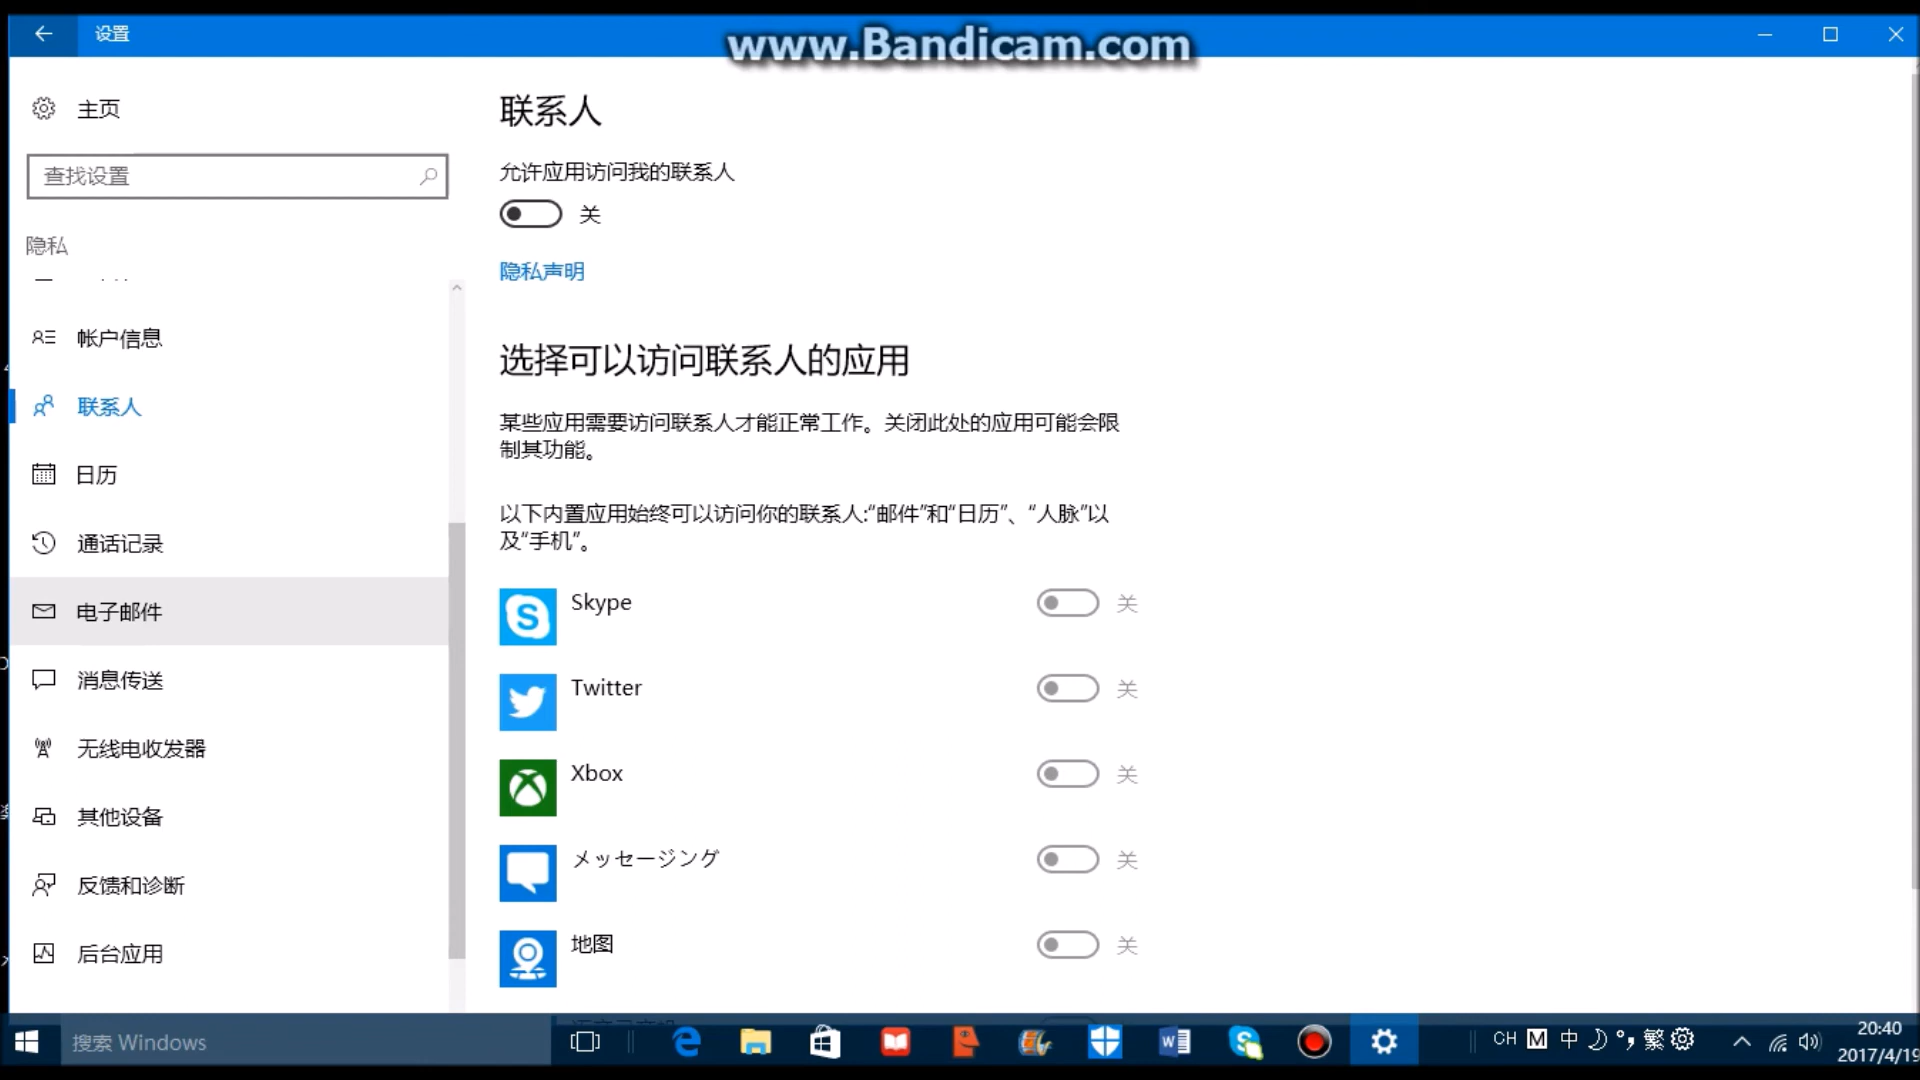 设置
www.Bandicam.com
主页
查找设置
隐私
帐户信息
联系人
日历
通话记录
电子邮件
消息传送
无线电收发器
其他设备
反馈和诊断
后台应用
联系人
允许应用访问我的联系人
关
隐私声明
选择可以访问联系人的应用
某些应用需要访问联系人才能正常工作。关闭此处的应用可能会限
制其功能。
以下内置应用始终可以访问你的联系人:“邮件”和“日历”、“人脉”以
及“手机”。
Skype 关
Twitter 关
Xbox 关
メッセージング 关
地图 关
搜索 Windows
CH M 中 繁
20:40
2017/4/19